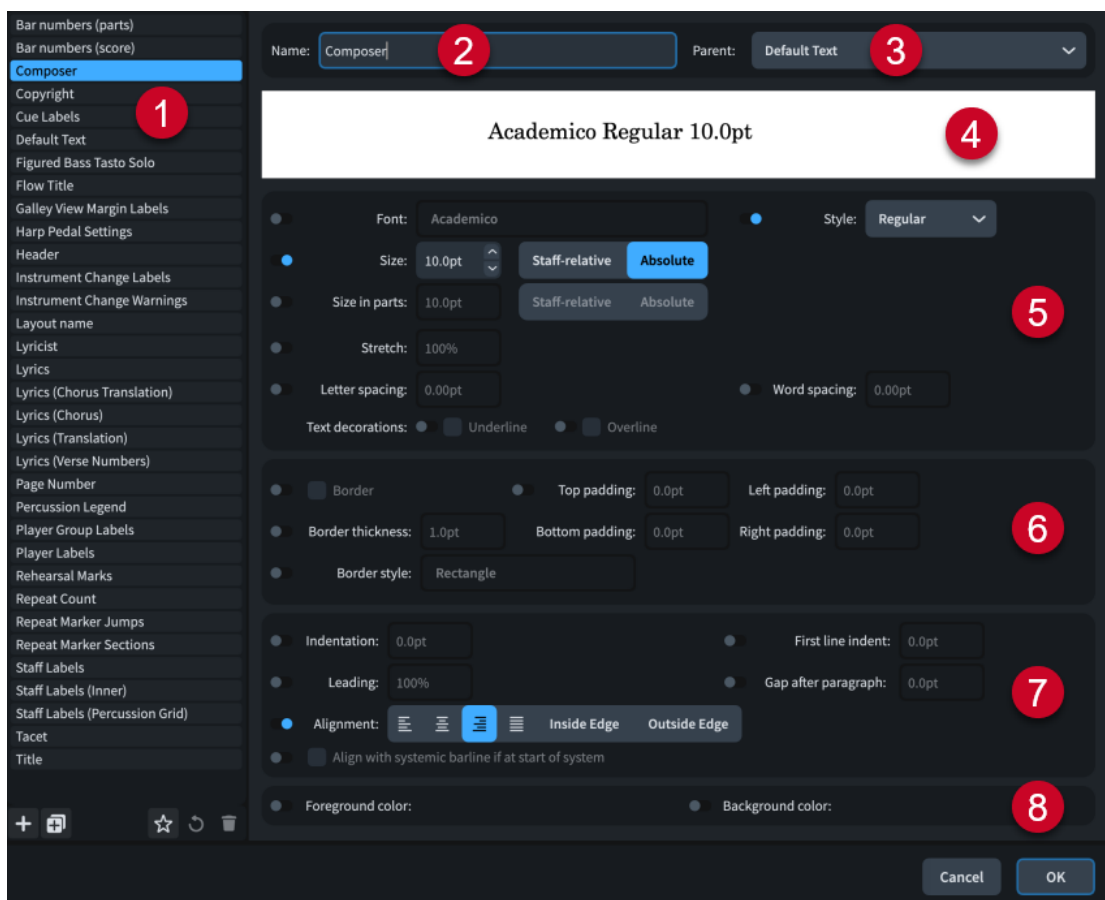 Bar numbers (parts)
Bar numbers (score)
Composer
Copyright
Cue Labels
Default Text
Figured Bass Tasto Solo
Flow Title
Galley View Margin Labels
Harp Pedal Settings
Header
Instrument Change Labels
Instrument Change Warnings
Layout name
Lyricist
Lyrics
Lyrics (Chorus Translation)
Lyrics (Chorus)
Lyrics (Translation)
Lyrics (Verse Numbers)
Page Number
Percussion Legend
Player Group Labels
Player Labels
Rehearsal Marks
Repeat Count
Repeat Marker Jumps
Repeat Marker Sections
Staff Labels
Staff Labels (Inner)
Staff Labels (Percussion Grid)
Tacet
Title
1
Name: Composer 2 Parent: Default Text 3
Academico Regular 10.0pt 4
Font: Academico Style: Regular
Size: 10.0pt Staff-relative Absolute
Size in parts: 10.0pt Staff-relative Absolute 5
Stretch: 100%
Letter spacing: 0.00pt Word spacing: 0.00pt
Text decorations: Underline Overline
Border Top padding: 0.0pt Left padding: 0.0pt
Border thickness: 1.0pt Bottom padding: 0.0pt Right padding: 0.0pt 6
Border style: Rectangle
Indentation: 0.0pt First line indent: 0.0pt
Leading: 100% Gap after paragraph: 0.0pt 7
Alignment: Inside Edge Outside Edge
Align with systemic barline if at start of system
Foreground color: Background color: 8
Cancel OK